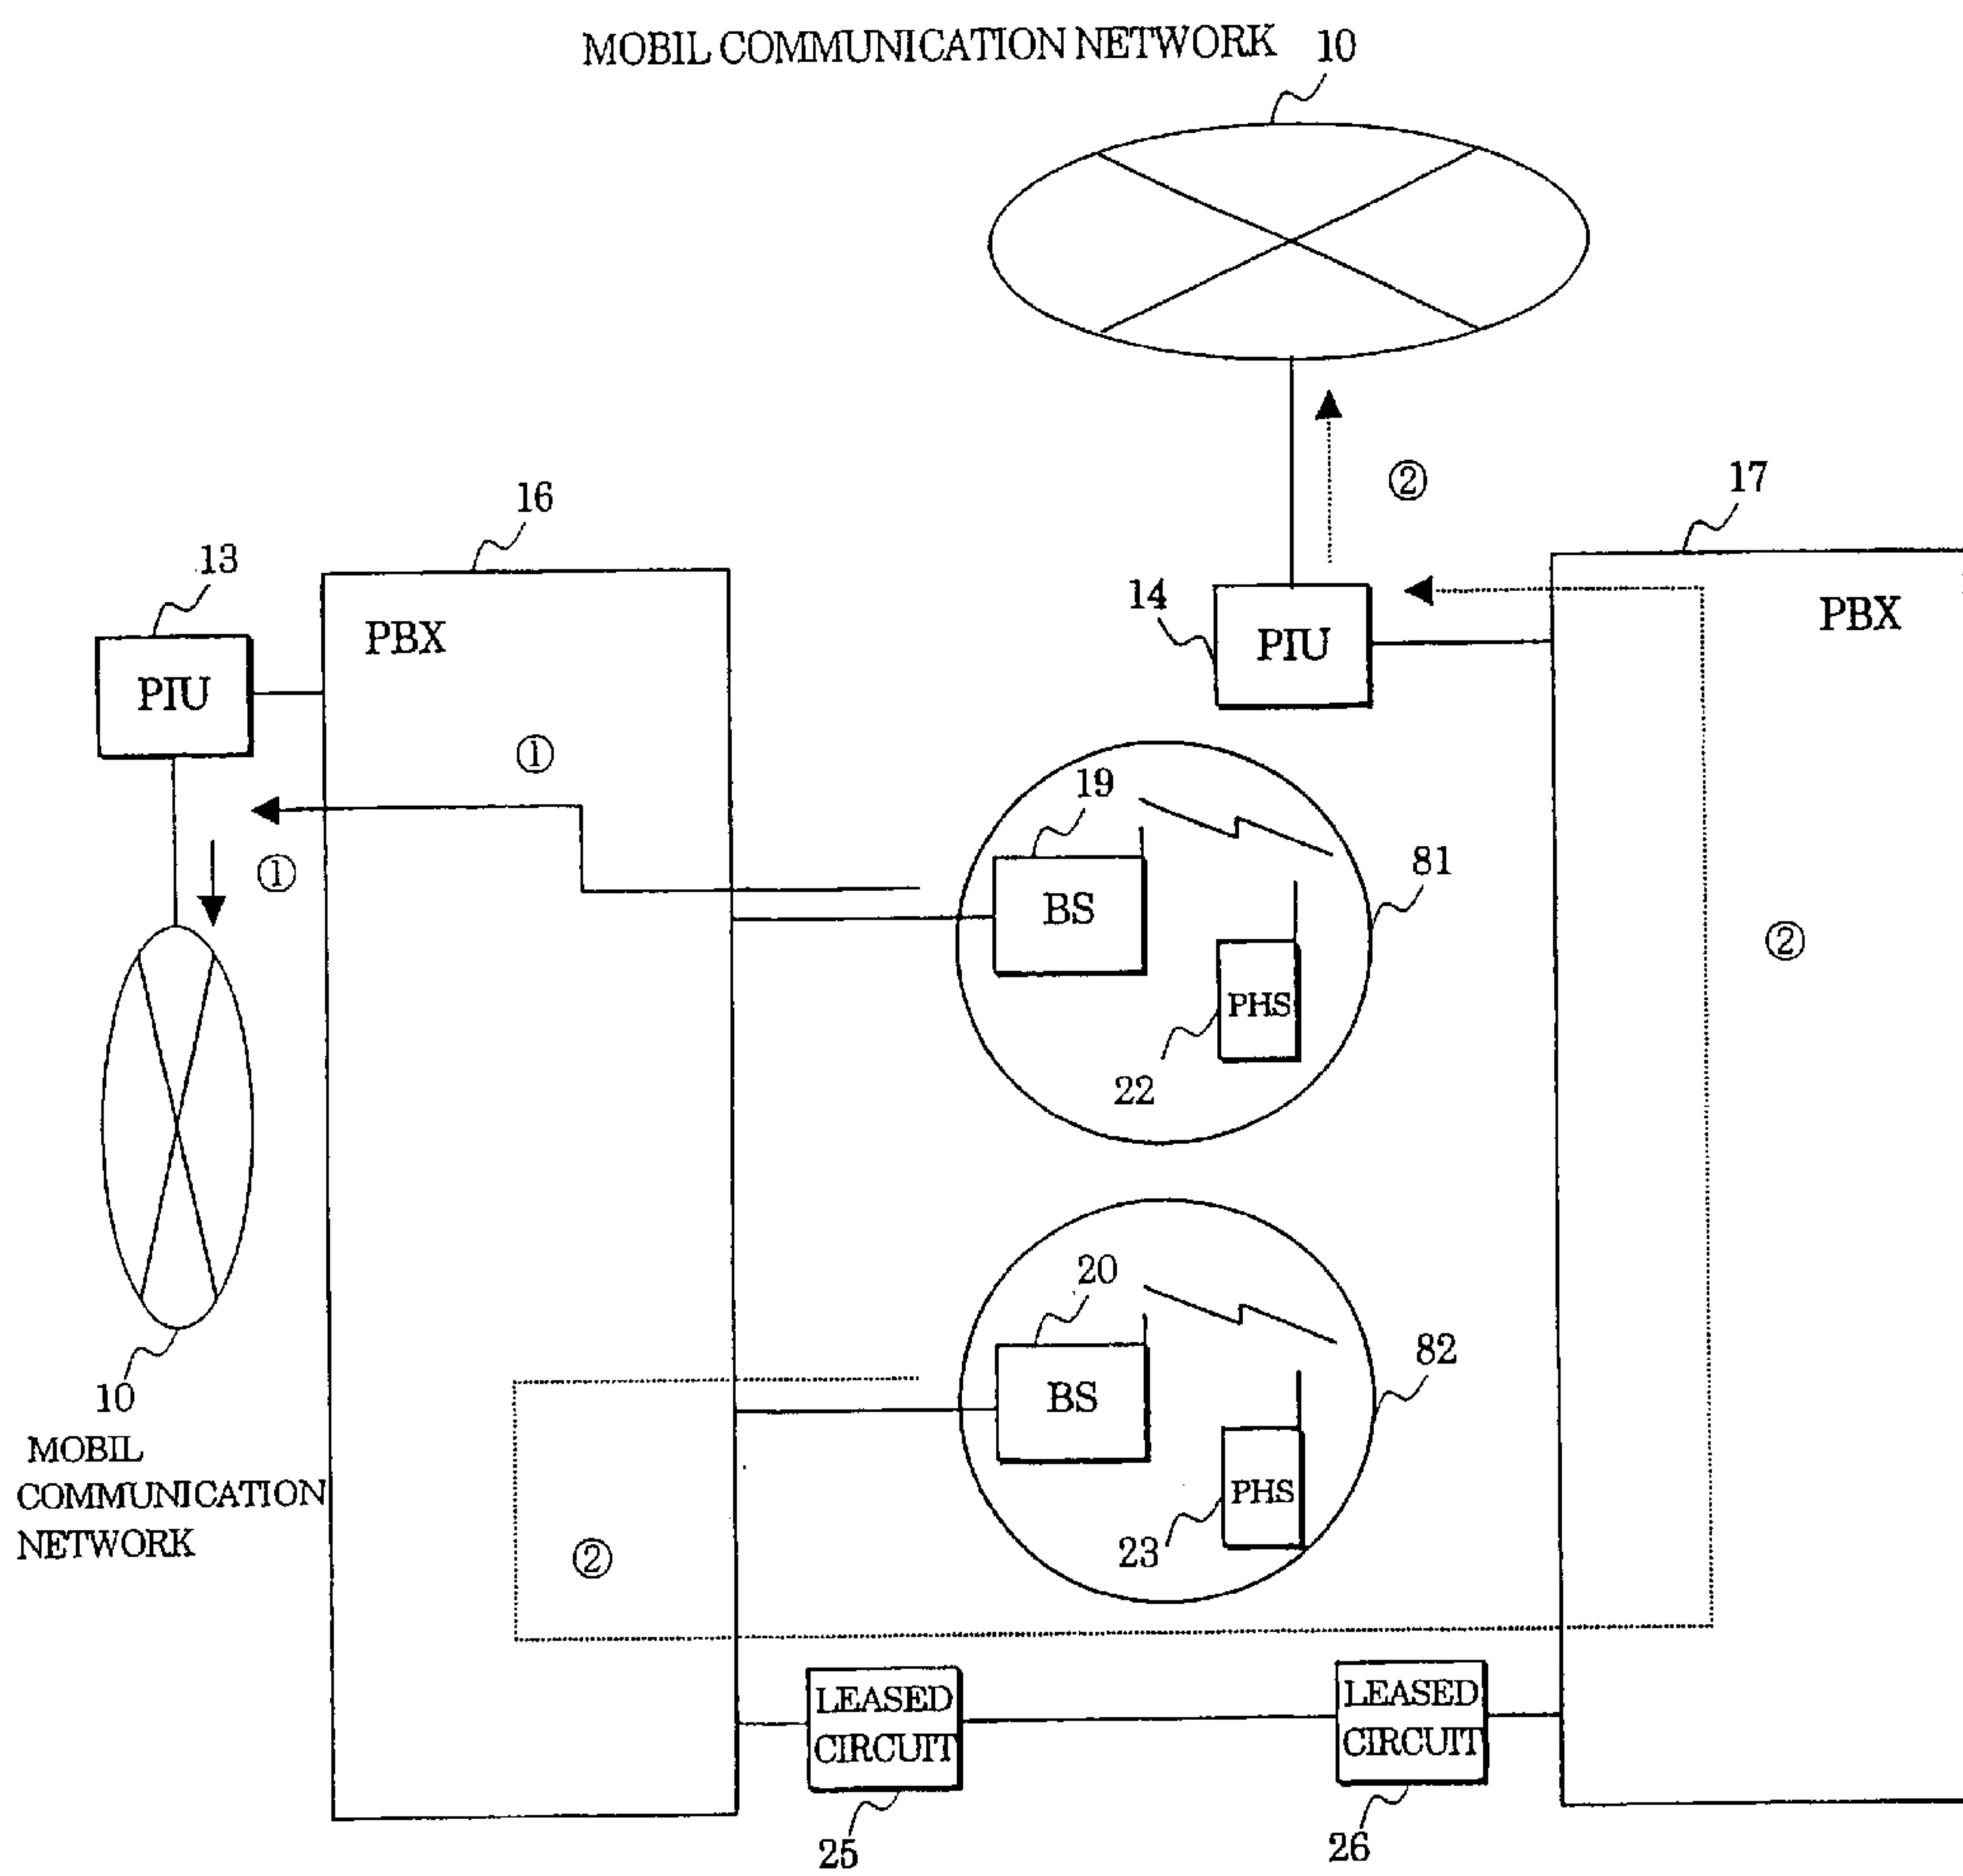 MOBIL COMMUNICATION NETWORK 10
16
17
13
②
14
PBX
PIU
PBX
PIU
①
19
①
BS
81
②
PHS
22
20
BS
82
10
MOBIL
COMMUNICATION
NETWORK
PHS
23
②
LEASED
CIRCUIT
LEASED
CIRCUIT
25
26